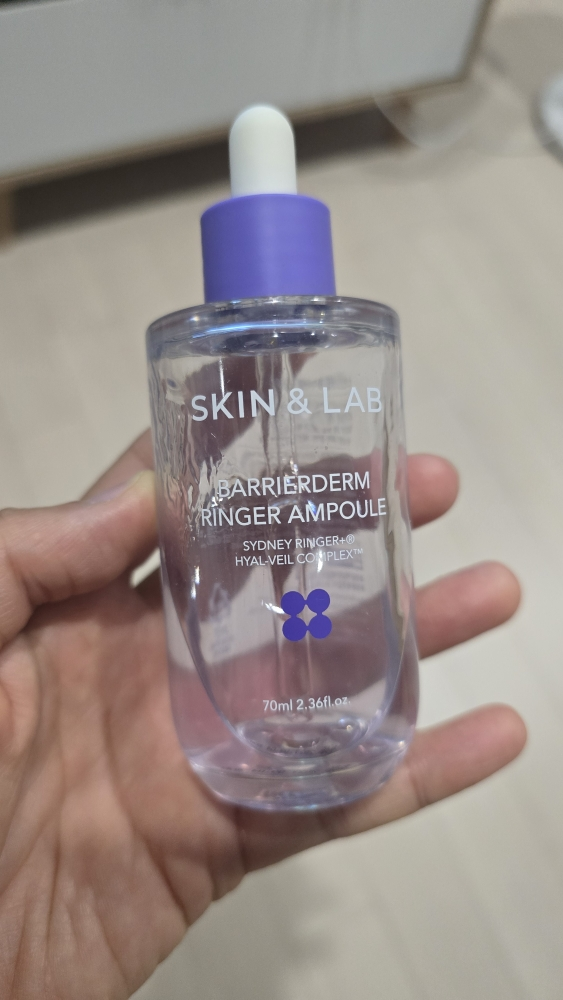 SKIN & LAB
BARRIERDERM
RINGER AMPOULE
SYDNEY RINGER+®
HYAL-VEIL COMPLEX™
70ml 2.36fl.oz.